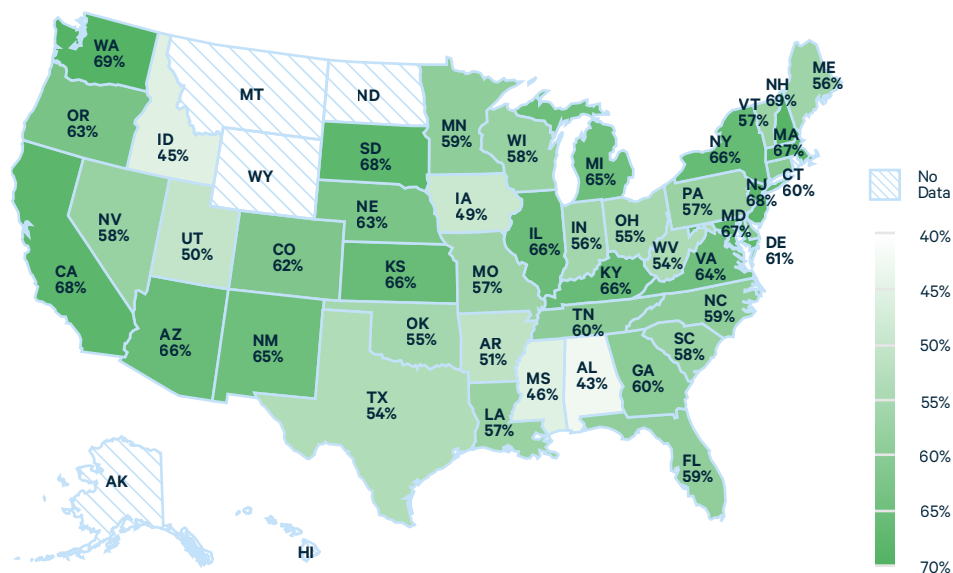 WA
69%
OR
63%
ID
45%
MT
ND
WY
SD
68%
MN
59%
WI
58%
MI
65%
NE
63%
IA
49%
NV
58%
UT
50%
CO
62%
CA
68%
KS
66%
MO
57%
IL
66%
IN
56%
OH
55%
KY
66%
WV
54%
VA
64%
PA
57%
NY
66%
VT
57%
NH
69%
ME
56%
MA
67%
CT
60%
NJ
68%
MD
67%
DE
61%
AZ
66%
NM
65%
OK
55%
TX
54%
AR
51%
LA
57%
MS
46%
AL
43%
TN
60%
NC
59%
SC
58%
GA
60%
FL
59%
AK
HI
No
Data
40%
45%
50%
55%
60%
65%
70%